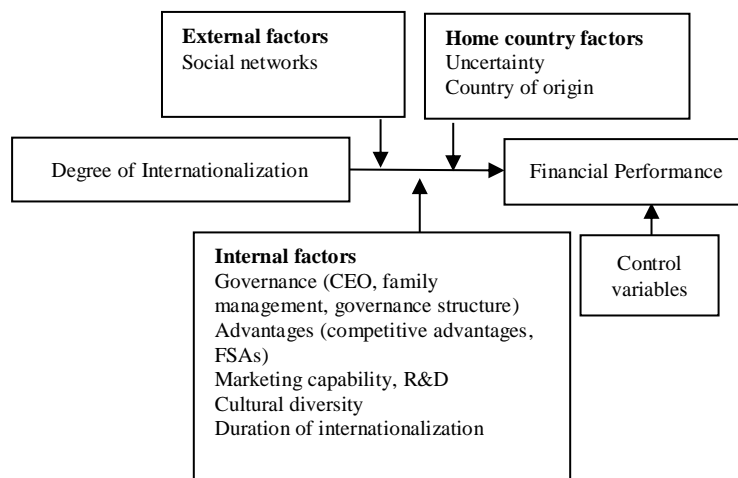 External factors
Social networks
Home country factors
Uncertainty
Country of origin
Degree of Internationalization
Financial Performance
Internal factors
Governance (CEO, family
management, governance structure)
Advantages (competitive advantages,
FSAs)
Marketing capability, R&D
Cultural diversity
Duration of internationalization
Control
variables